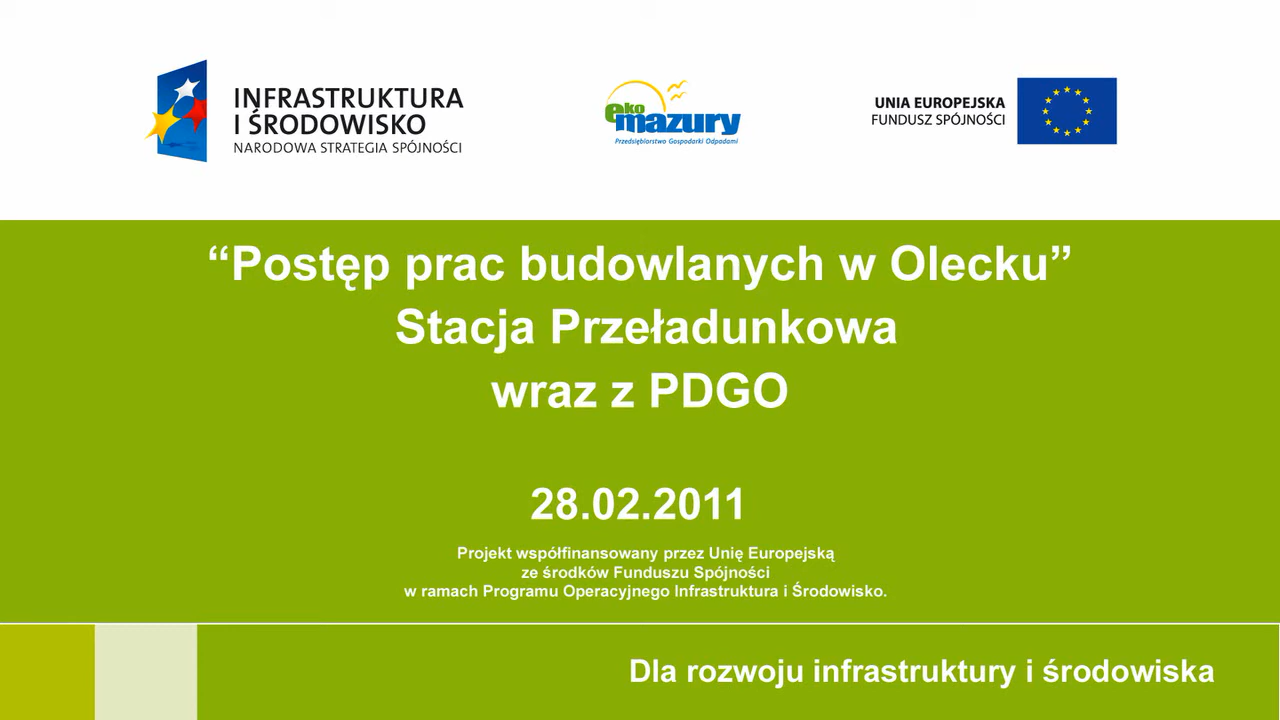 INFRASTRUKTURA
I ŚRODOWISKO
NARODOWA STRATEGIA SPÓJNOŚCI
eko
mazury
Przedsiębiorstwo Gospodarki Odpadami
UNIA EUROPEJSKA
FUNDUSZ SPÓJNOŚCI
“Postęp prac budowlanych w Olecku”
Stacja Przeładunkowa
wraz z PDGO
28.02.2011
Projekt współfinansowany przez Unię Europejską
ze środków Funduszu Spójności
w ramach Programu Operacyjnego Infrastruktura i Środowisko.
Dla rozwoju infrastruktury i środowiska